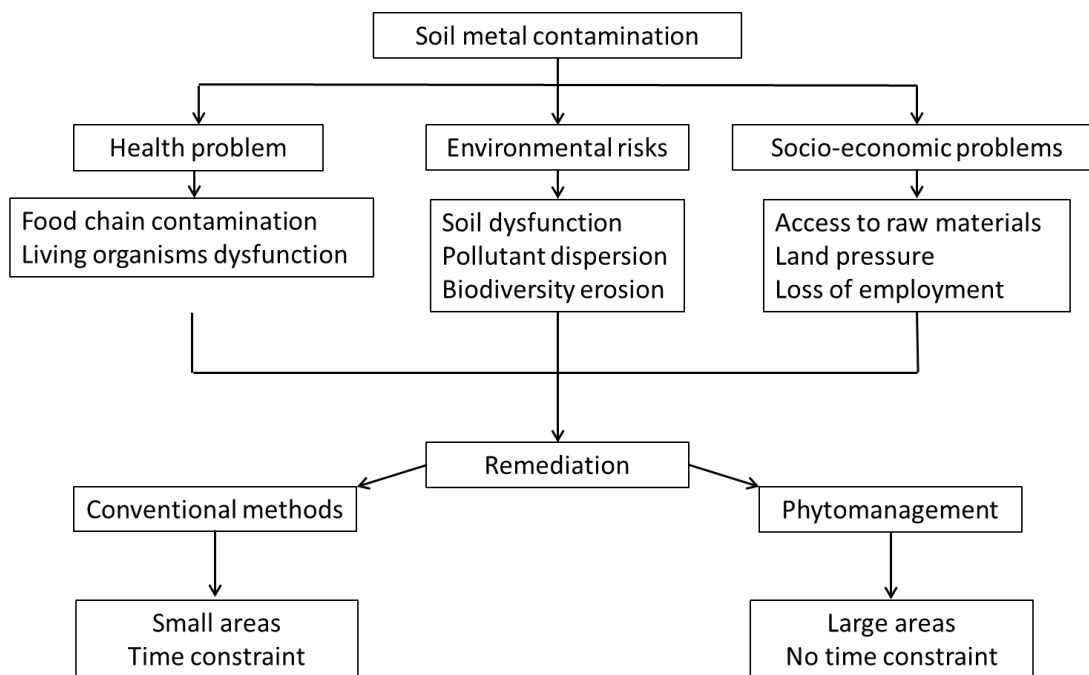 Soil metal contamination
Health problem
Environmental risks
Socio-economic problems
Food chain contamination
Living organisms dysfunction
Soil dysfunction
Pollutant dispersion
Biodiversity erosion
Access to raw materials
Land pressure
Loss of employment
Remediation
Conventional methods
Phytomanagement
Small areas
Time constraint
Large areas
No time constraint